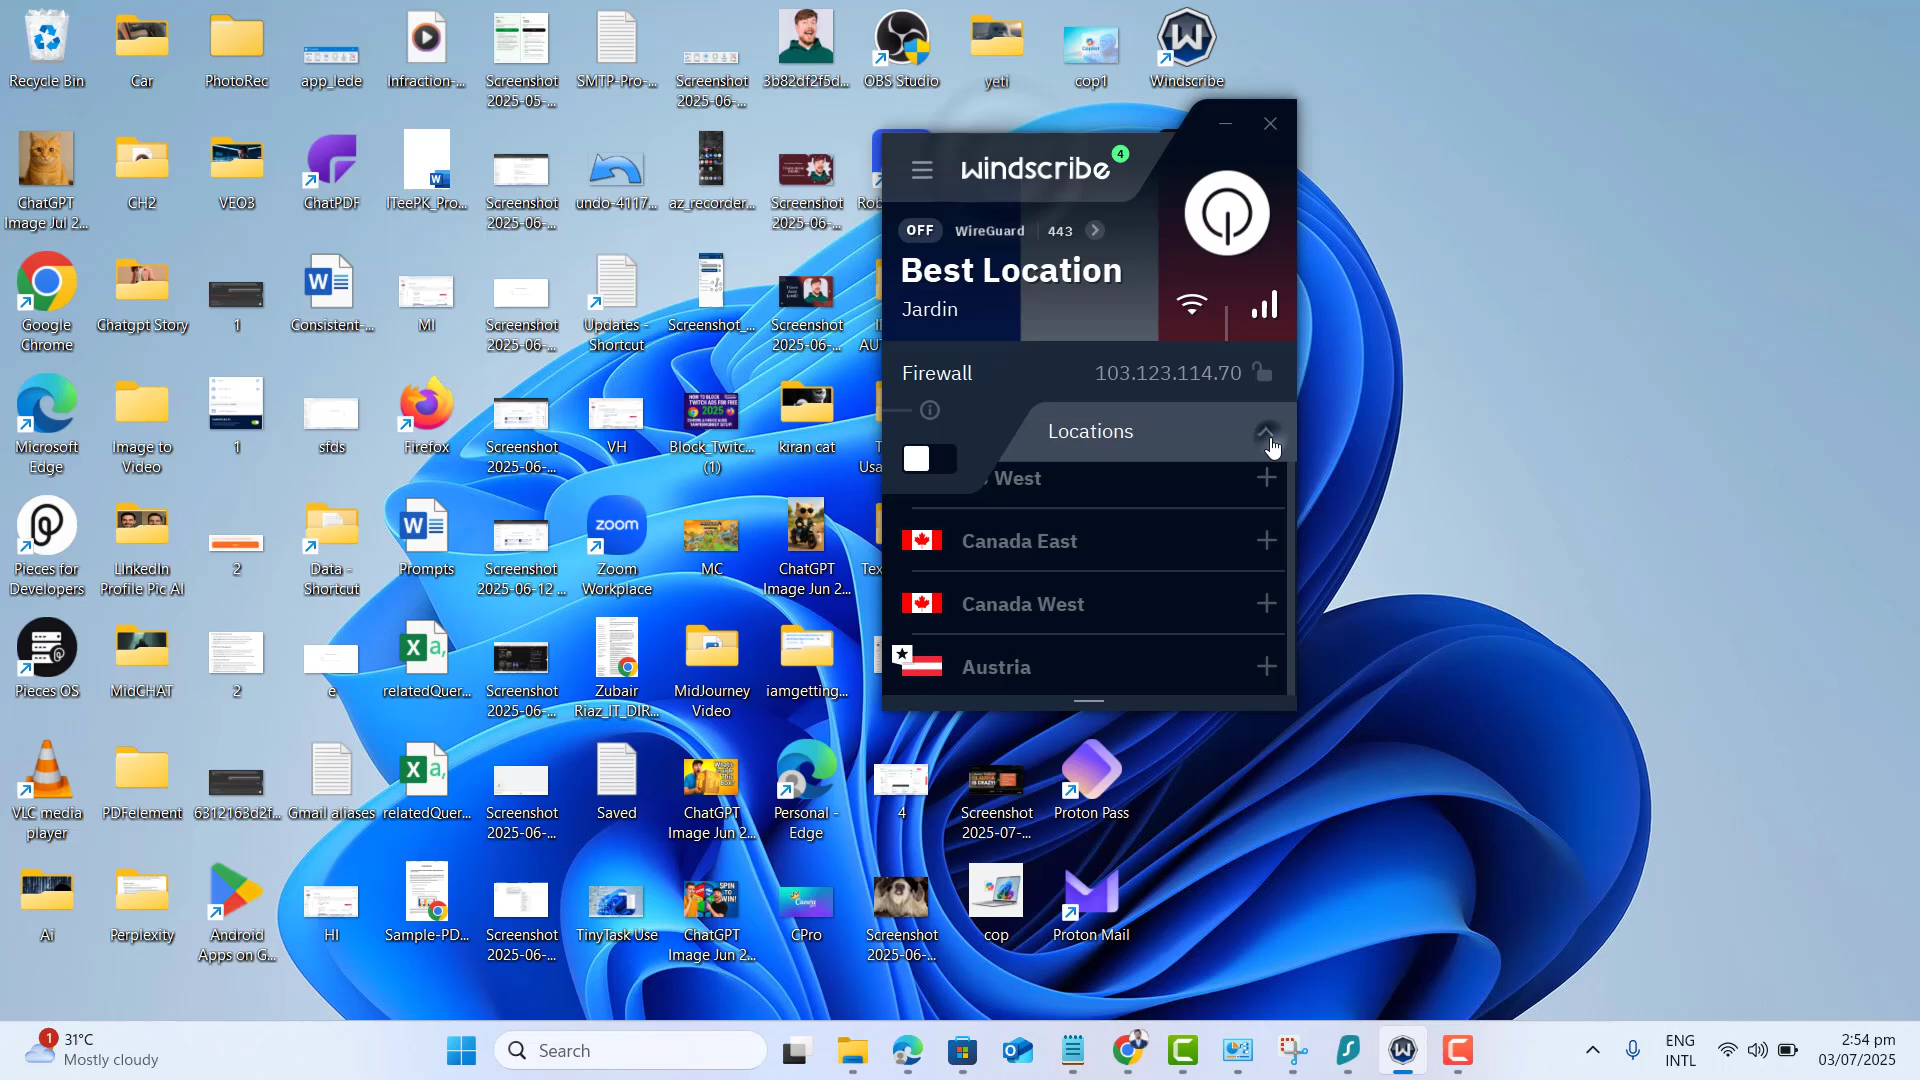 Recycle Bin
Car
PhotoRec
app_lede
Infraction-...
Screenshot
2025-05-...
SMTP-Pro-...
Screenshot
2025-06-...
3b82df2f5d...
OBS Studio
yeti
cop1
Windscribe
ChatGPT
Image Jul 2...
CH2
VEO3
ChatPDF
ITeePK_Pro...
Screenshot
2025-06-...
undo-4117...
az_recorder...
Screenshot
2025-06-...
Google
Chrome
Chatgpt Story
1
Consistent-...
MI
Screenshot
2025-06-...
Updates -
Shortcut
Screenshot_...
Screenshot
2025-06-...
Microsoft
Edge
Image to
Video
1
sfds
Firefox
Screenshot
2025-06-...
VH
Block_Twitc...
(1)
kiran cat
Pieces for
Developers
LinkedIn
Profile Pic AI
2
Data -
Shortcut
Prompts
Screenshot
2025-06-12 ...
zoom
Zoom
Workplace
MC
ChatGPT
Image Jun 2...
Pieces OS
MidCHAT
2
e
relatedQuer...
Screenshot
2025-06-...
Zubair
Riaz_IT_DIR...
MidJourney
Video
iamgetting...
VLC media
player
PDFelement
6312163d2f...
Gmail aliases
relatedQuer...
Screenshot
2025-06-...
Saved
ChatGPT
Image Jun 2...
Personal -
Edge
4
Screenshot
2025-07-...
Proton Pass
Ai
Perplexity
Android
Apps on G...
HI
Sample-PD...
Screenshot
2025-06-...
TinyTask Use
ChatGPT
Image Jun 2...
CPro
Screenshot
2025-06-...
cop
Proton Mail
windscribe
4
OFF WireGuard 443
Best Location
Jardin
Firewall 103.123.114.70
Locations
West
Canada East
Canada West
Austria
1
31°C
Mostly cloudy
Search
ENG
INTL
2:54 pm
03/07/2025